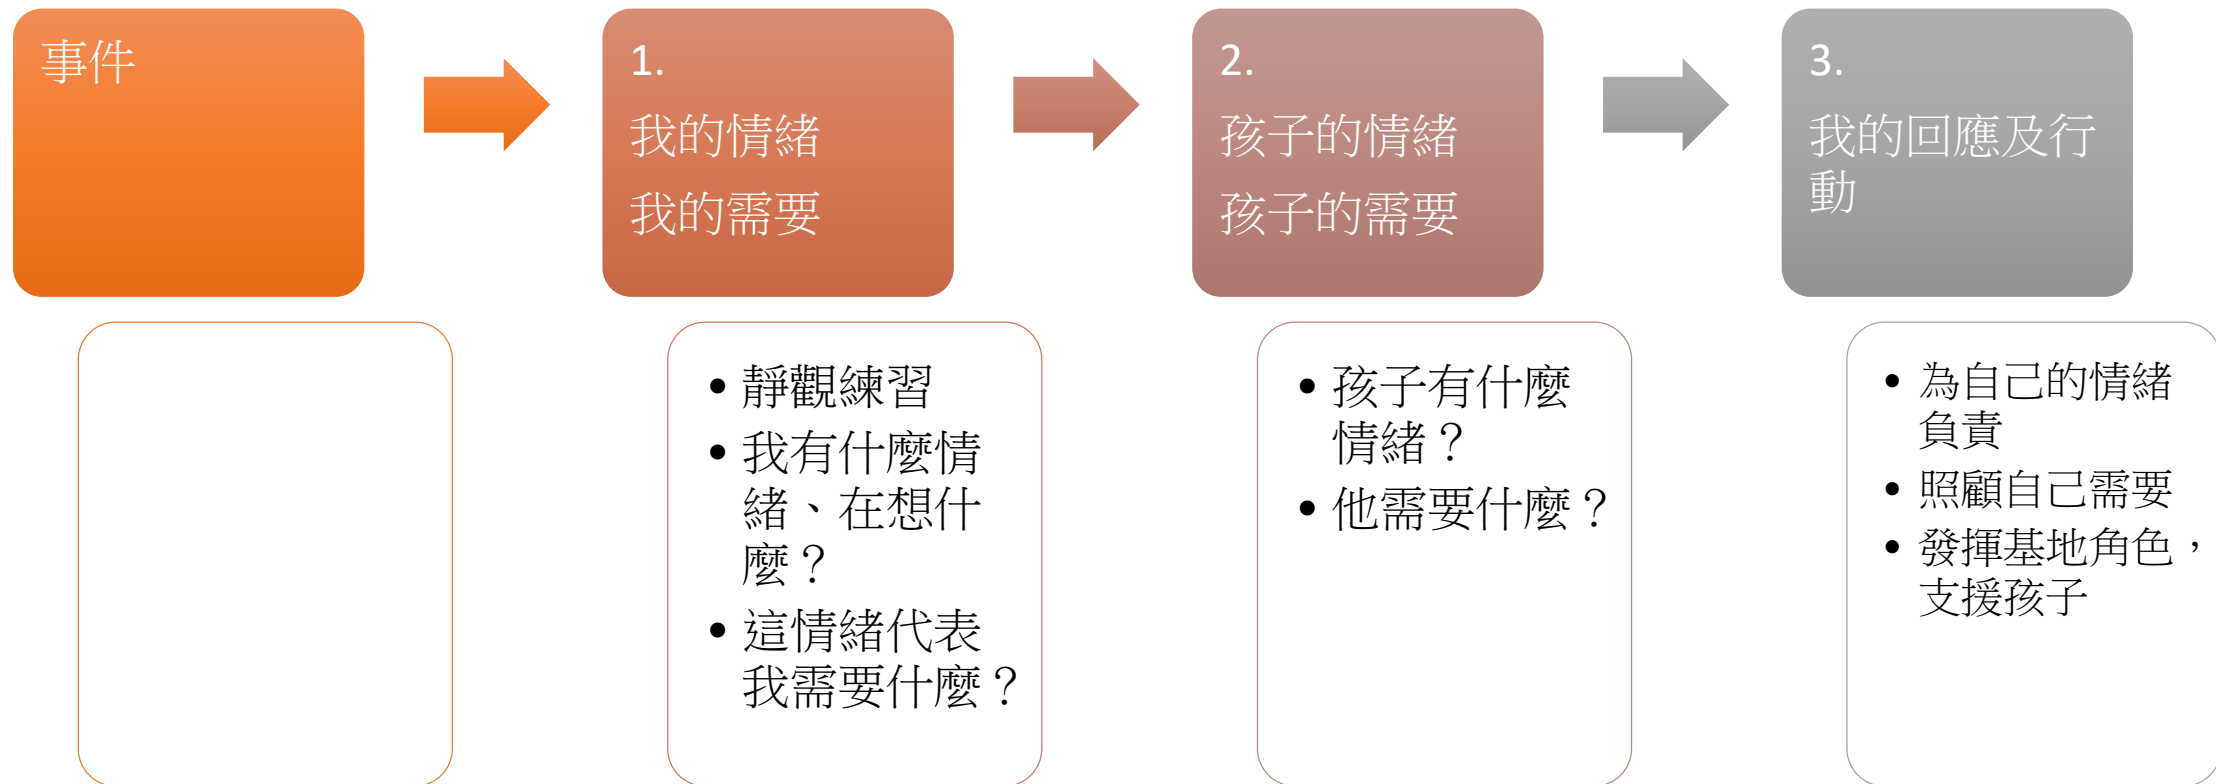 事件
1.
我的情緒
我的需要
2.
孩子的情緒
孩子的需要
3.
我的回應及行
動
• 靜觀練習
• 我有什麼情
緒、在想什
麼？
• 這情緒代表
我需要什麼？
• 孩子有什麼
情緒？
• 他需要什麼？
• 為自己的情緒
負責
• 照顧自己需要
• 發揮基地角色，
支援孩子